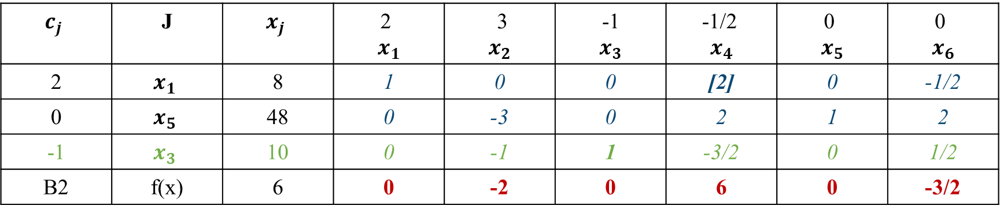 c_j J x_j 2 x_1 3 x_2 -1 x_3 -1/2 x_4 0 x_5 0 x_6
2 x_1 8 1 0 0 [2] 0 -1/2
0 x_5 48 0 -3 0 2 1 2
-1 x_3 10 0 -1 1 -3/2 0 1/2
B2 f(x) 6 0 -2 0 6 0 -3/2